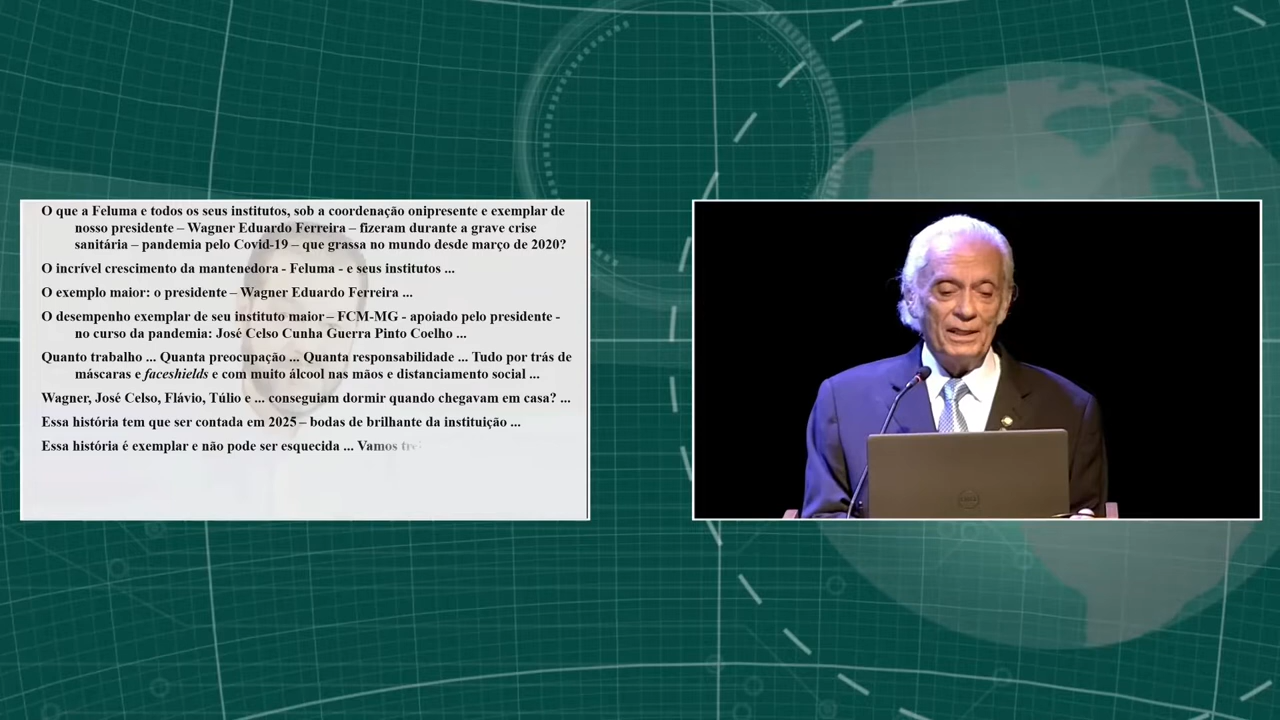 O que a Feluma e todos os seus institutos, sob a coordenação onipresente e exemplar de
nosso presidente – Wagner Eduardo Ferreira – fizeram durante a grave crise
sanitária – pandemia pelo Covid-19 – que grassa no mundo desde março de 2020?
O incrível crescimento da mantenedora - Feluma - e seus institutos ...
O exemplo maior: o presidente – Wagner Eduardo Ferreira ...
O desempenho exemplar de seu instituto maior – FCM-MG - apoiado pelo presidente -
no curso da pandemia: José Celso Cunha Guerra Pinto Coelho ...
Quanto trabalho ... Quanta preocupação ... Quanta responsabilidade ... Tudo por trás de
máscaras e faceshields e com muito álcool nas mãos e distanciamento social ...
Wagner, José Celso, Flávio, Túlio e ... conseguiam dormir quando chegavam em casa? ...
Essa história tem que ser contada em 2025 – bodas de brilhante da instituição ...
Essa história é exemplar e não pode ser esquecida ... Vamos